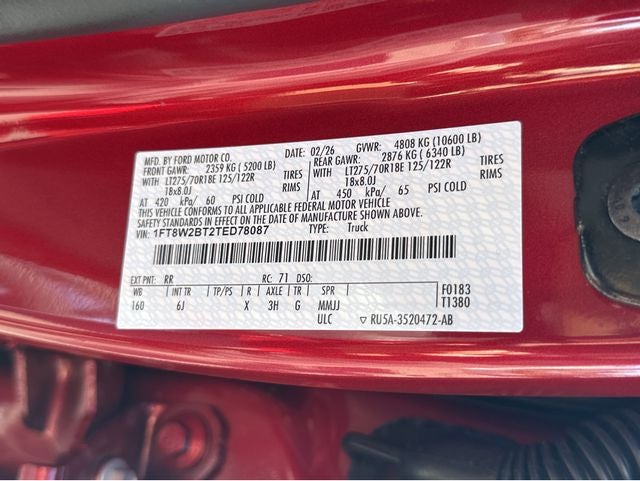 MFD. BY FORD MOTOR CO. DATE: 02/26 GVWR: 4808 KG (10600 LB)
FRONT GAWR: 2359 KG (5200 LB) REAR GAWR: 2876 KG (6340 LB)
WITH LT275/70R18E 125/122R TIRES WITH LT275/70R18E 125/122R TIRES
18x8.0J RIMS 18x8.0J RIMS
AT 420 kPa/ 60 PSI COLD AT 450 kPa/ 65 PSI COLD
THIS VEHICLE CONFORMS TO ALL APPLICABLE FEDERAL MOTOR VEHICLE
SAFETY STANDARDS IN EFFECT ON THE DATE OF MANUFACTURE SHOWN ABOVE.
VIN: 1FT8W2BT2TED78087 TYPE: Truck
EXT PNT: RR RC: 71 DSO:
WB INT TR TP/PS R AXLE TR SPR F0183
160 6J X 3H G MMJJ T1380
ULC ▽ RU5A-3520472-AB